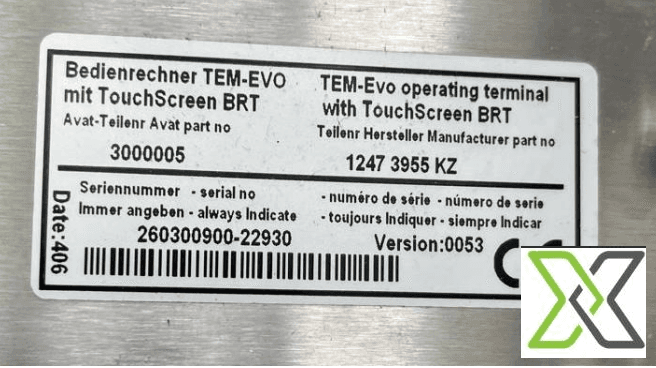 Bedienrechner TEM-EVO
mit TouchScreen BRT
Avat-Teilenr Avat part no
3000005
TEM-Evo operating terminal
with TouchScreen BRT
Teilenr Hersteller Manufacturer part no
1247 3955 KZ
Seriennummer - serial no
Immer angeben - always Indicate
- numéro de série - número de serie
- toujours Indiquer - siempre Indicar
260300900-22930
Version:0053
CE
Date:406